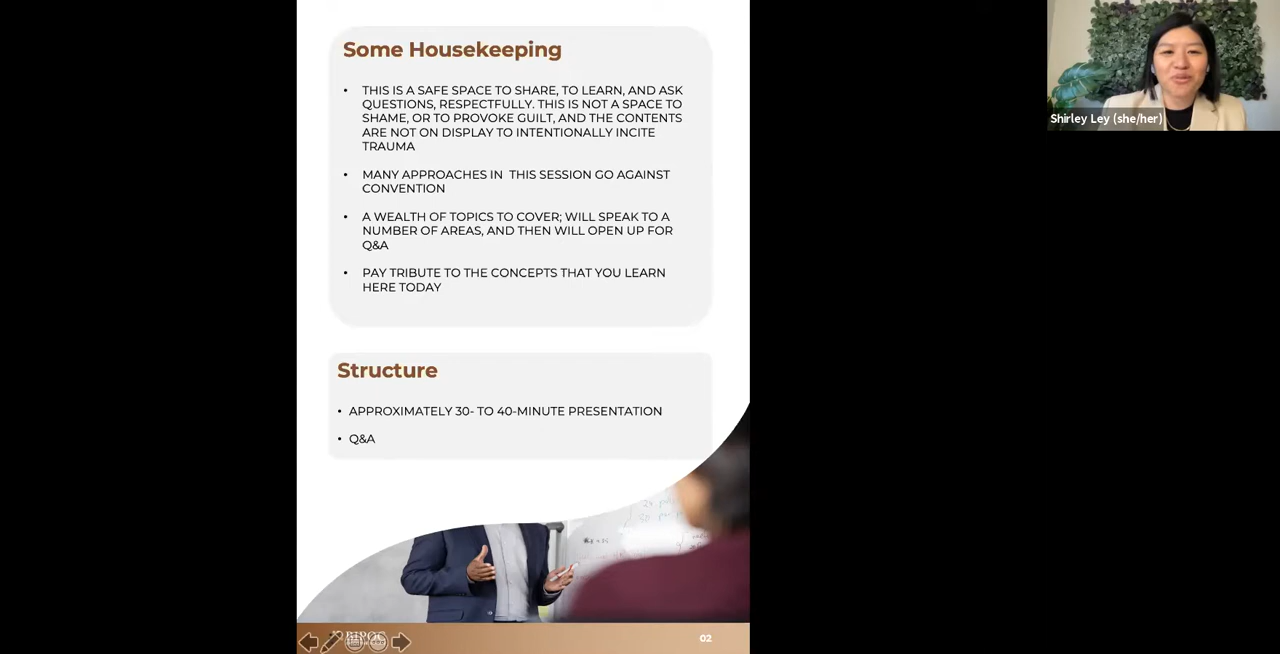 Some Housekeeping
• THIS IS A SAFE SPACE TO SHARE, TO LEARN, AND ASK
QUESTIONS, RESPECTFULLY. THIS IS NOT A SPACE TO
SHAME, OR TO PROVOKE GUILT, AND THE CONTENTS
ARE NOT ON DISPLAY TO INTENTIONALLY INCITE
TRAUMA
• MANY APPROACHES IN THIS SESSION GO AGAINST
CONVENTION
• A WEALTH OF TOPICS TO COVER; WILL SPEAK TO A
NUMBER OF AREAS, AND THEN WILL OPEN UP FOR
Q&A
• PAY TRIBUTE TO THE CONCEPTS THAT YOU LEARN
HERE TODAY
Structure
• APPROXIMATELY 30- TO 40-MINUTE PRESENTATION
• Q&A
BIPOC
02
Shirley Ley (she/her)